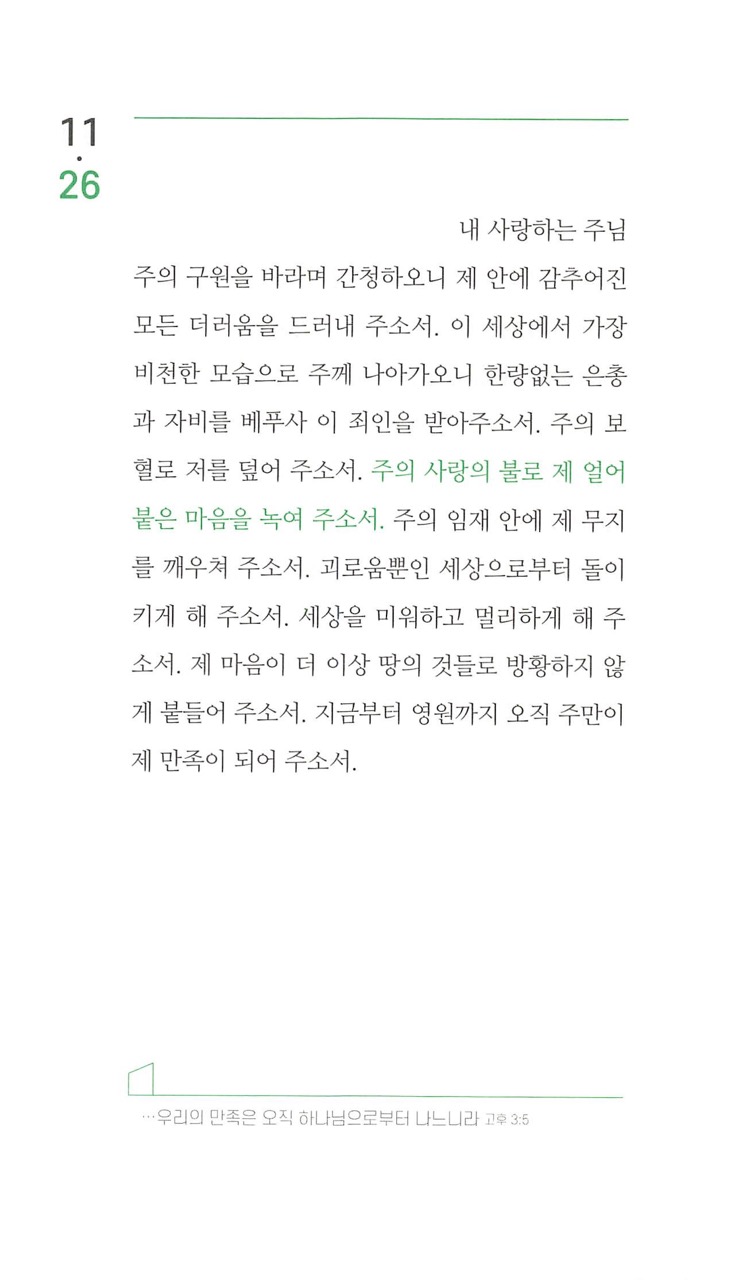 11
·
26
내 사랑하는 주님
주의 구원을 바라며 간청하오니 제 안에 감추어진
모든 더러움을 드러내 주소서. 이 세상에서 가장
비천한 모습으로 주께 나아가오니 한량없는 은총
과 자비를 베푸사 이 죄인을 받아주소서. 주의 보
혈로 저를 덮어 주소서. 주의 사랑의 불로 제 얼어
붙은 마음을 녹여 주소서. 주의 임재 안에 제 무지
를 깨우쳐 주소서. 괴로움뿐인 세상으로부터 돌이
키게 해 주소서. 세상을 미워하고 멀리하게 해 주
소서. 제 마음이 더 이상 땅의 것들로 방황하지 않
게 붙들어 주소서. 지금부터 영원까지 오직 주만이
제 만족이 되어 주소서.
…우리의 만족은 오직 하나님으로부터 나느니라 고후 3:5